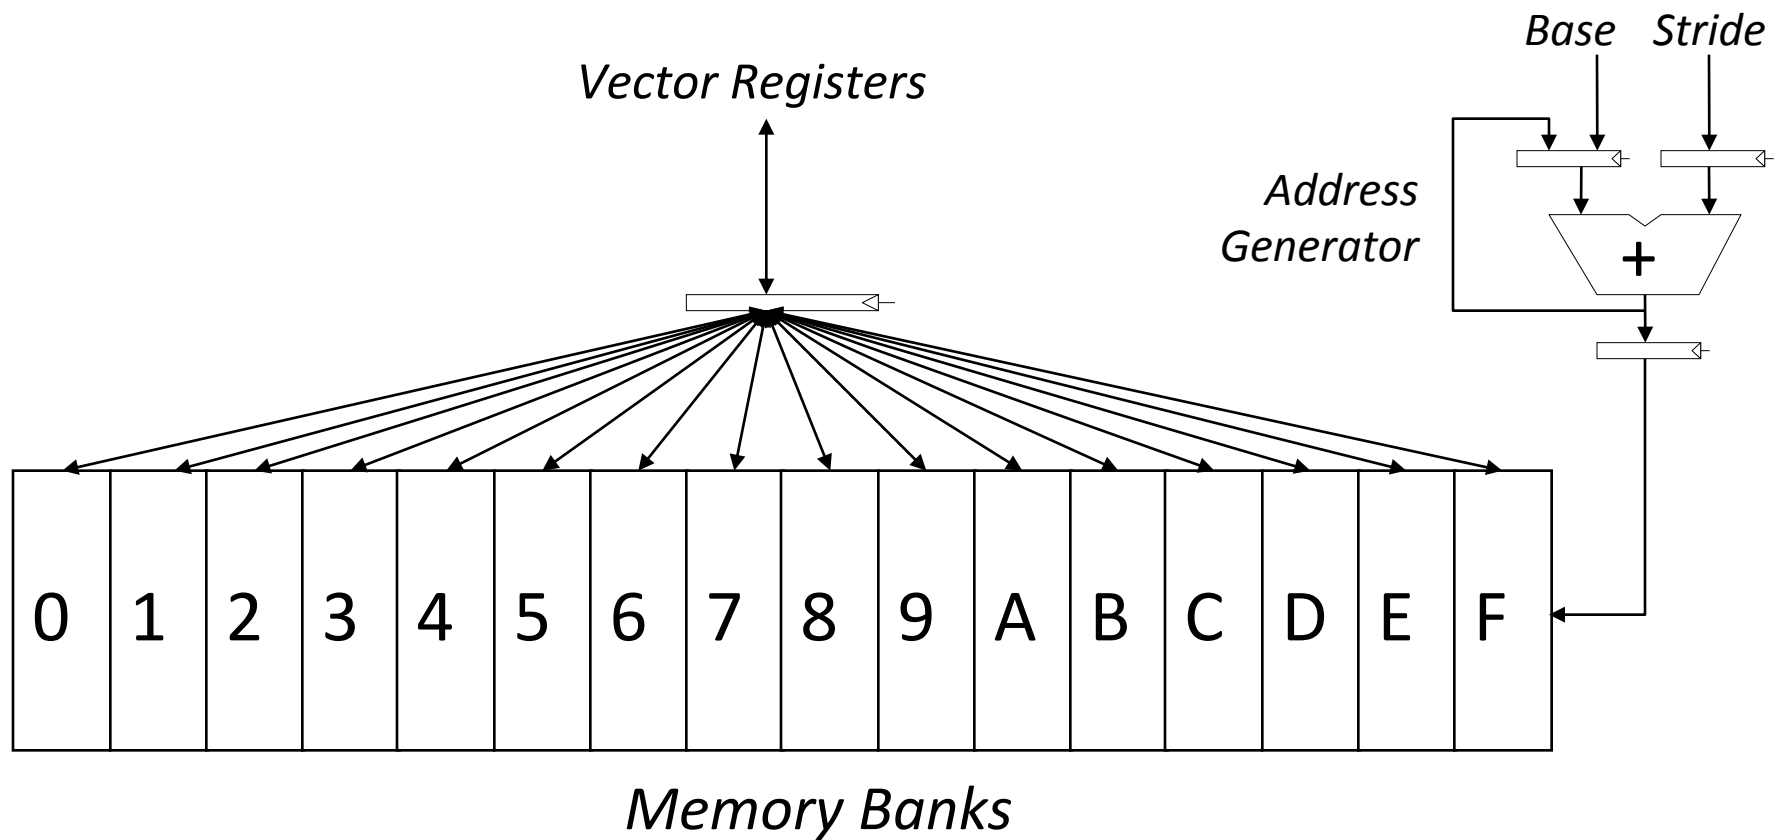 Base Stride
Vector Registers
Address
Generator
+
0 1 2 3 4 5 6 7 8 9 A B C D E F
Memory Banks